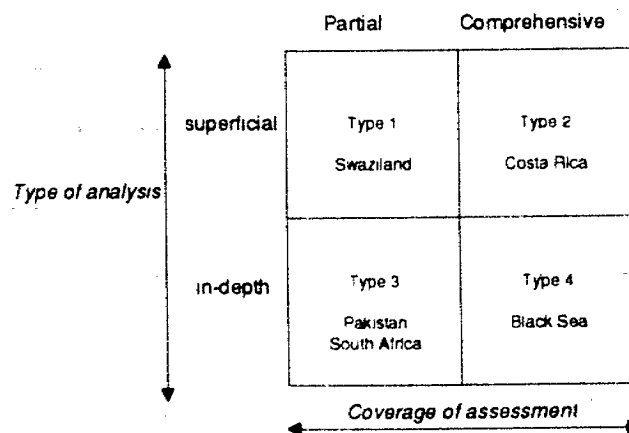 Partial Comprehensive
superficial
Type 1 Type 2
Swaziland Costa Rica
Type of analysis
in-depth
Type 3 Type 4
Pakistan Black Sea
South Africa
Coverage of assessment